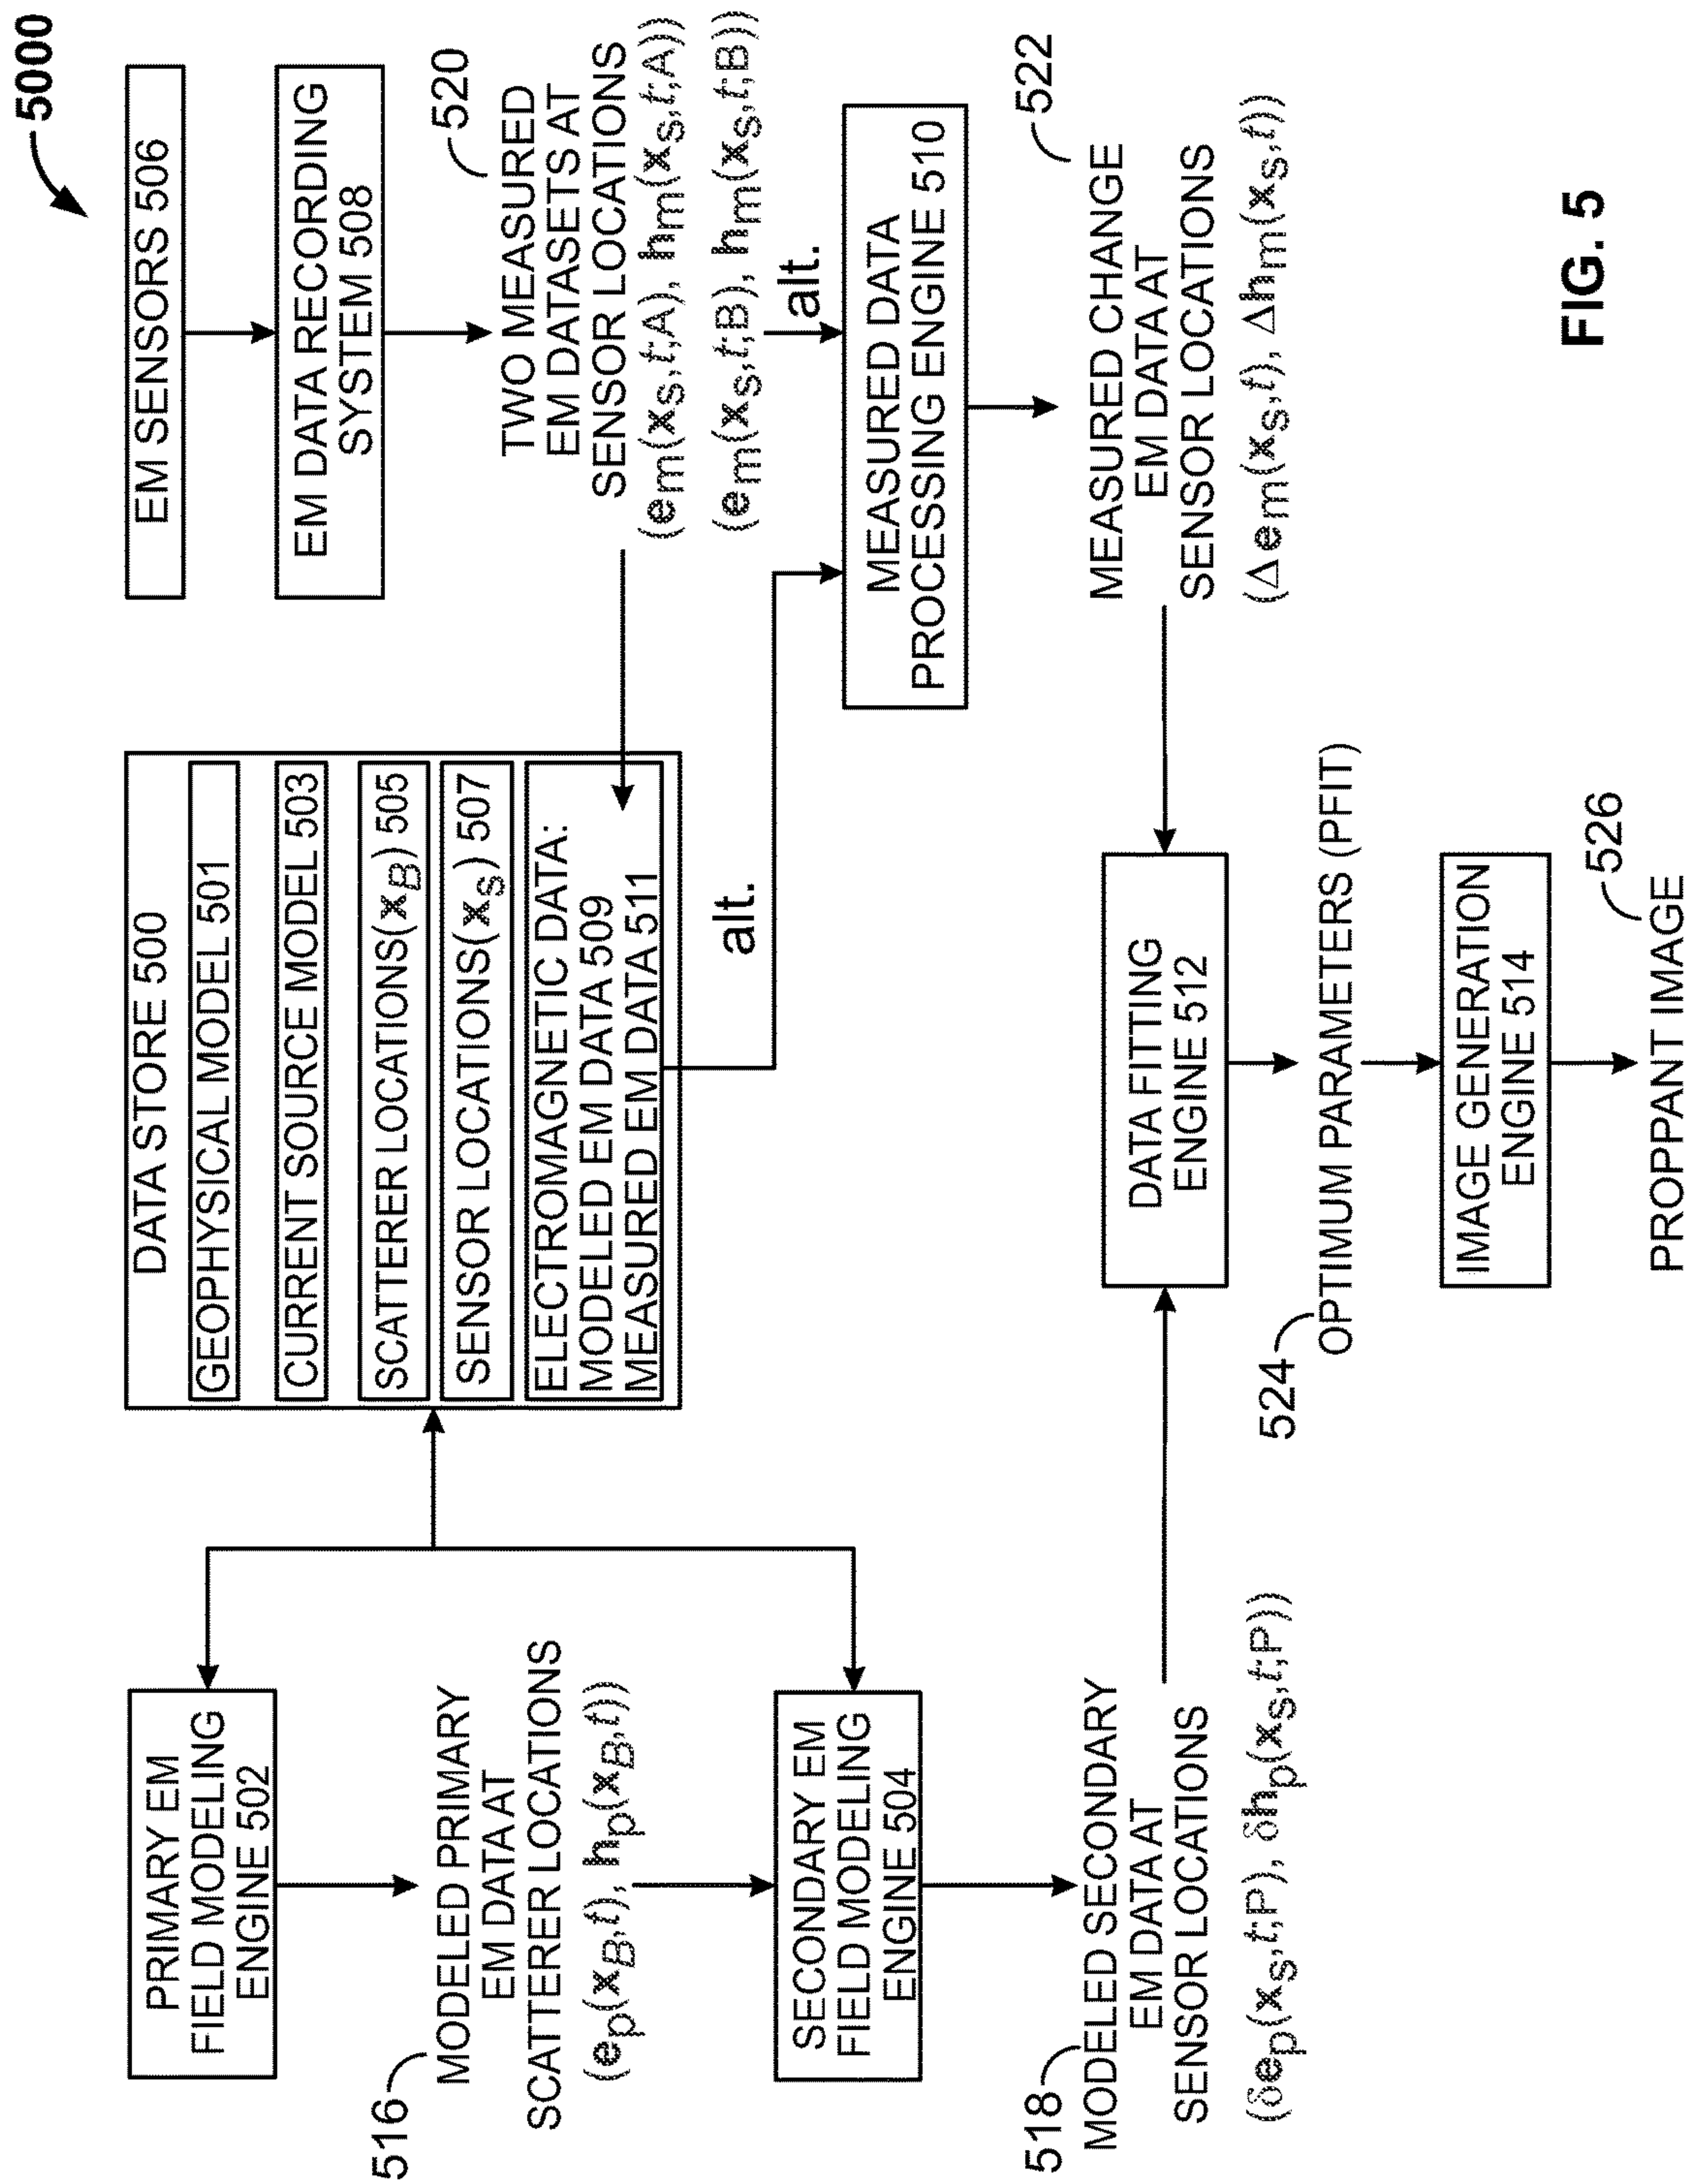 5000
PRIMARY EM
FIELD MODELING
ENGINE 502
516
MODELED PRIMARY
EM DATA AT
SCATTERER LOCATIONS
(ep(xB,t), hp(xB,t))
SECONDARY EM
FIELD MODELING
ENGINE 504
518
MODELED SECONDARY
EM DATA AT
SENSOR LOCATIONS
(δep(xs,t;P), δhp(xs,t;P))
DATA STORE 500
GEOPHYSICAL MODEL 501
CURRENT SOURCE MODEL 503
SCATTERER LOCATIONS(xB) 505
SENSOR LOCATIONS(xs) 507
ELECTROMAGNETIC DATA:
MODELED EM DATA 509
MEASURED EM DATA 511
alt.
EM SENSORS 506
EM DATA RECORDING
SYSTEM 508
520
TWO MEASURED
EM DATASETS AT
SENSOR LOCATIONS
(em(xs,t;A), hm(xs,t;A))
(em(xs,t;B), hm(xs,t;B))
alt.
MEASURED DATA
PROCESSING ENGINE 510
522
MEASURED CHANGE
EM DATA AT
SENSOR LOCATIONS
(Δem(xs,t), Δhm(xs,t))
DATA FITTING
ENGINE 512
524
OPTIMUM PARAMETERS (PFIT)
IMAGE GENERATION
ENGINE 514
526
PROPPANT IMAGE
FIG. 5